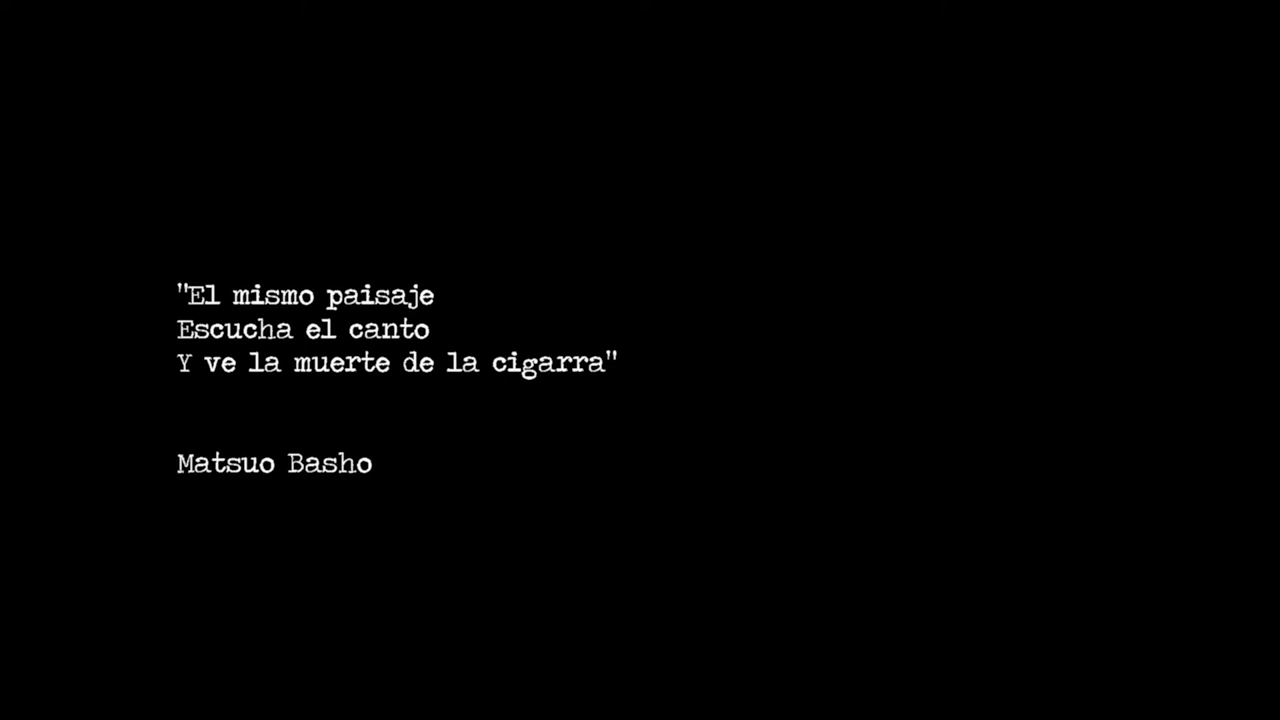 "El mismo paisaje
Escucha el canto
Y ve la muerte de la cigarra"
Matsuo Basho